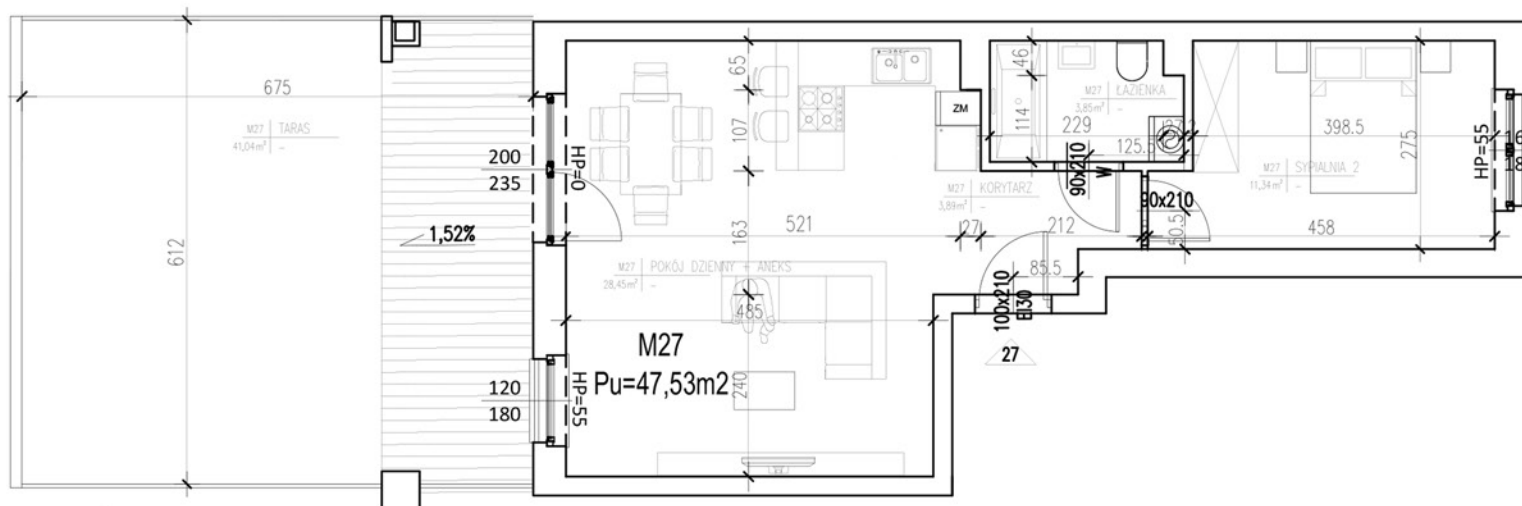 675
M27 TARAS
41,04m² –
612
1,52%
200
235
HP=0
120
180
HP=55
65
107
163
240
521
485
M27 POKÓJ DZIENNY + ANEKS
28,45m² –
M27
Pu=47,53m2
ZM
M27 KORYTARZ
3,89m² –
27
212
85.5
100x210
EI30
27
46
114
M27 ŁAZIENKA
3,85m² –
229
125.5
90x210
W
90x210
50.5
398.5
275
M27 SYPIALNIA 2
11,34m² –
458
HP=55